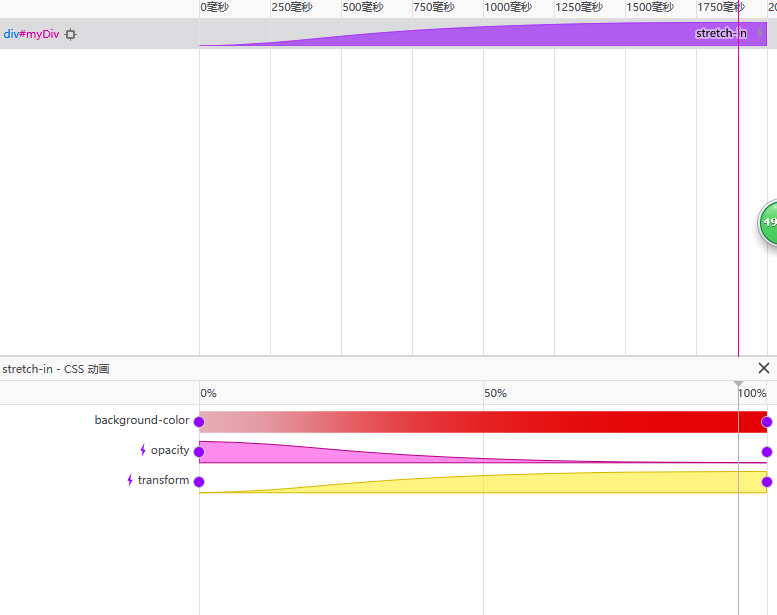 0毫秒 250毫秒 500毫秒 750毫秒 1000毫秒 1250毫秒 1500毫秒 1750毫秒 20
div#myDiv stretch-in
49
stretch-in - CSS 动画
0% 50% 100%
background-color
opacity
transform